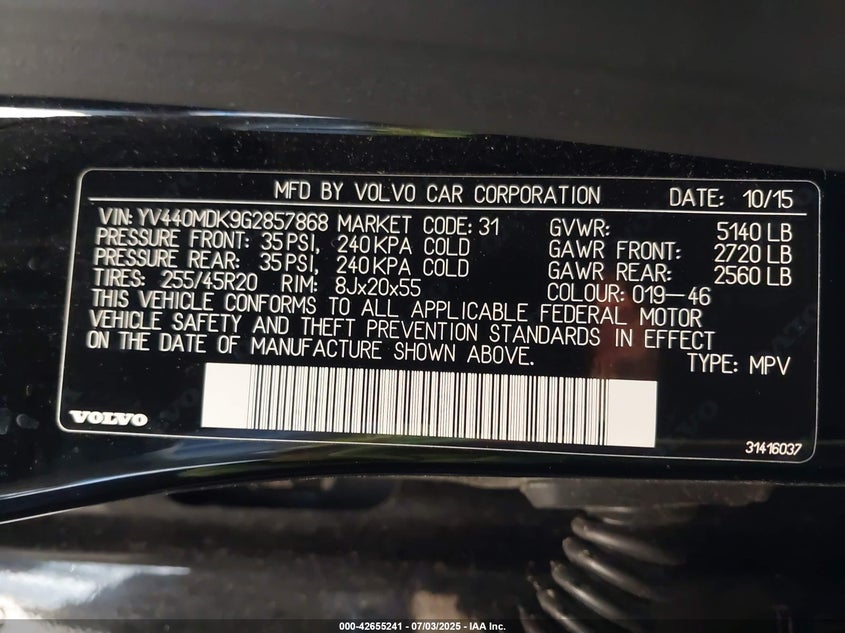 MFD BY VOLVO CAR CORPORATION DATE: 10/15
VIN: YV440MDK9G2857868 MARKET CODE: 31 GVWR: 5140 LB
PRESSURE FRONT: 35 PSI, 240 KPA COLD GAWR FRONT: 2720 LB
PRESSURE REAR: 35 PSI, 240 KPA COLD GAWR REAR: 2560 LB
TIRES: 255/45R20 RIM: 8Jx20x55 COLOUR: 019-46
THIS VEHICLE CONFORMS TO ALL APPLICABLE FEDERAL MOTOR
VEHICLE SAFETY AND THEFT PREVENTION STANDARDS IN EFFECT
ON THE DATE OF MANUFACTURE SHOWN ABOVE. TYPE: MPV
VOLVO
31416037
000-42655241 - 07/03/2025 - IAA Inc.